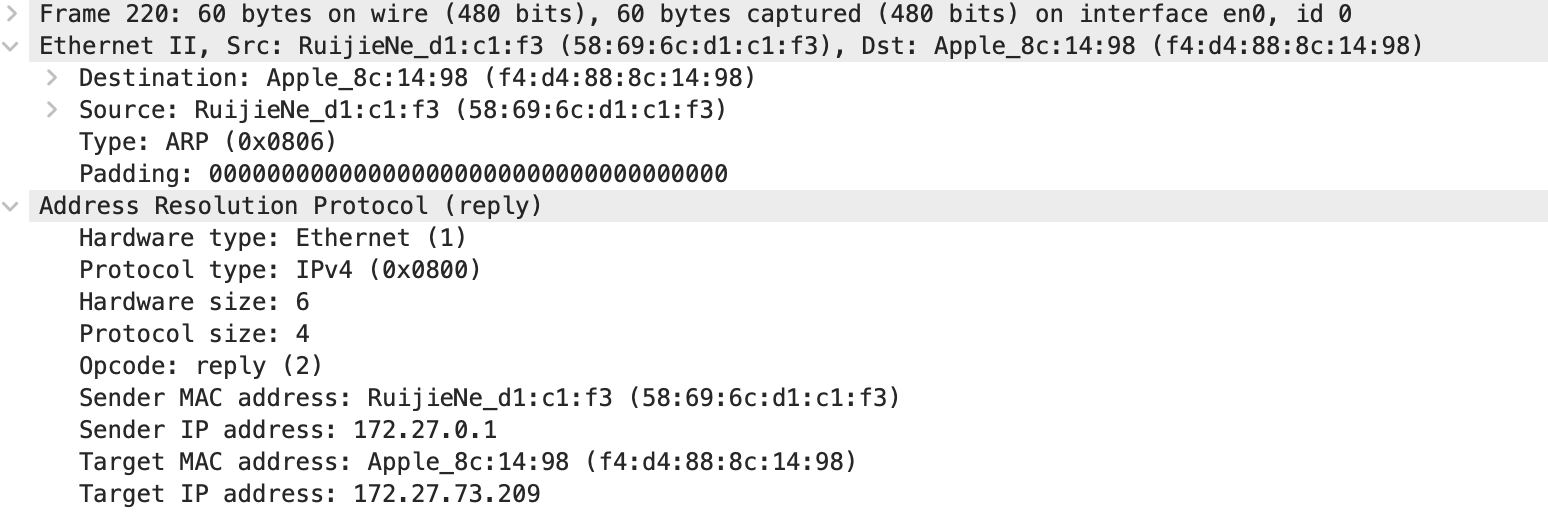 Frame 220: 60 bytes on wire (480 bits), 60 bytes captured (480 bits) on interface en0, id 0
Ethernet II, Src: RuijieNe_d1:c1:f3 (58:69:6c:d1:c1:f3), Dst: Apple_8c:14:98 (f4:d4:88:8c:14:98)
Destination: Apple_8c:14:98 (f4:d4:88:8c:14:98)
Source: RuijieNe_d1:c1:f3 (58:69:6c:d1:c1:f3)
Type: ARP (0x0806)
Padding: 000000000000000000000000000000000000
Address Resolution Protocol (reply)
Hardware type: Ethernet (1)
Protocol type: IPv4 (0x0800)
Hardware size: 6
Protocol size: 4
Opcode: reply (2)
Sender MAC address: RuijieNe_d1:c1:f3 (58:69:6c:d1:c1:f3)
Sender IP address: 172.27.0.1
Target MAC address: Apple_8c:14:98 (f4:d4:88:8c:14:98)
Target IP address: 172.27.73.209